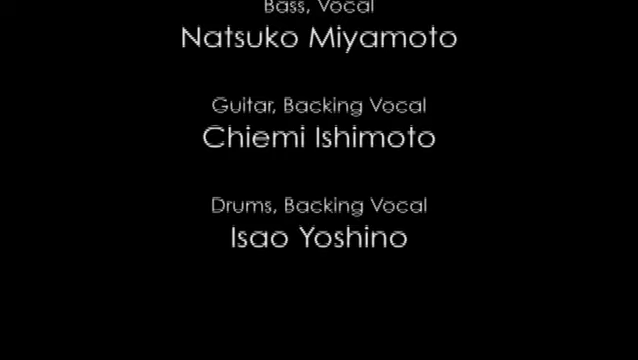 Bass, Vocal
Natsuko Miyamoto
Guitar, Backing Vocal
Chiemi Ishimoto
Drums, Backing Vocal
Isao Yoshino